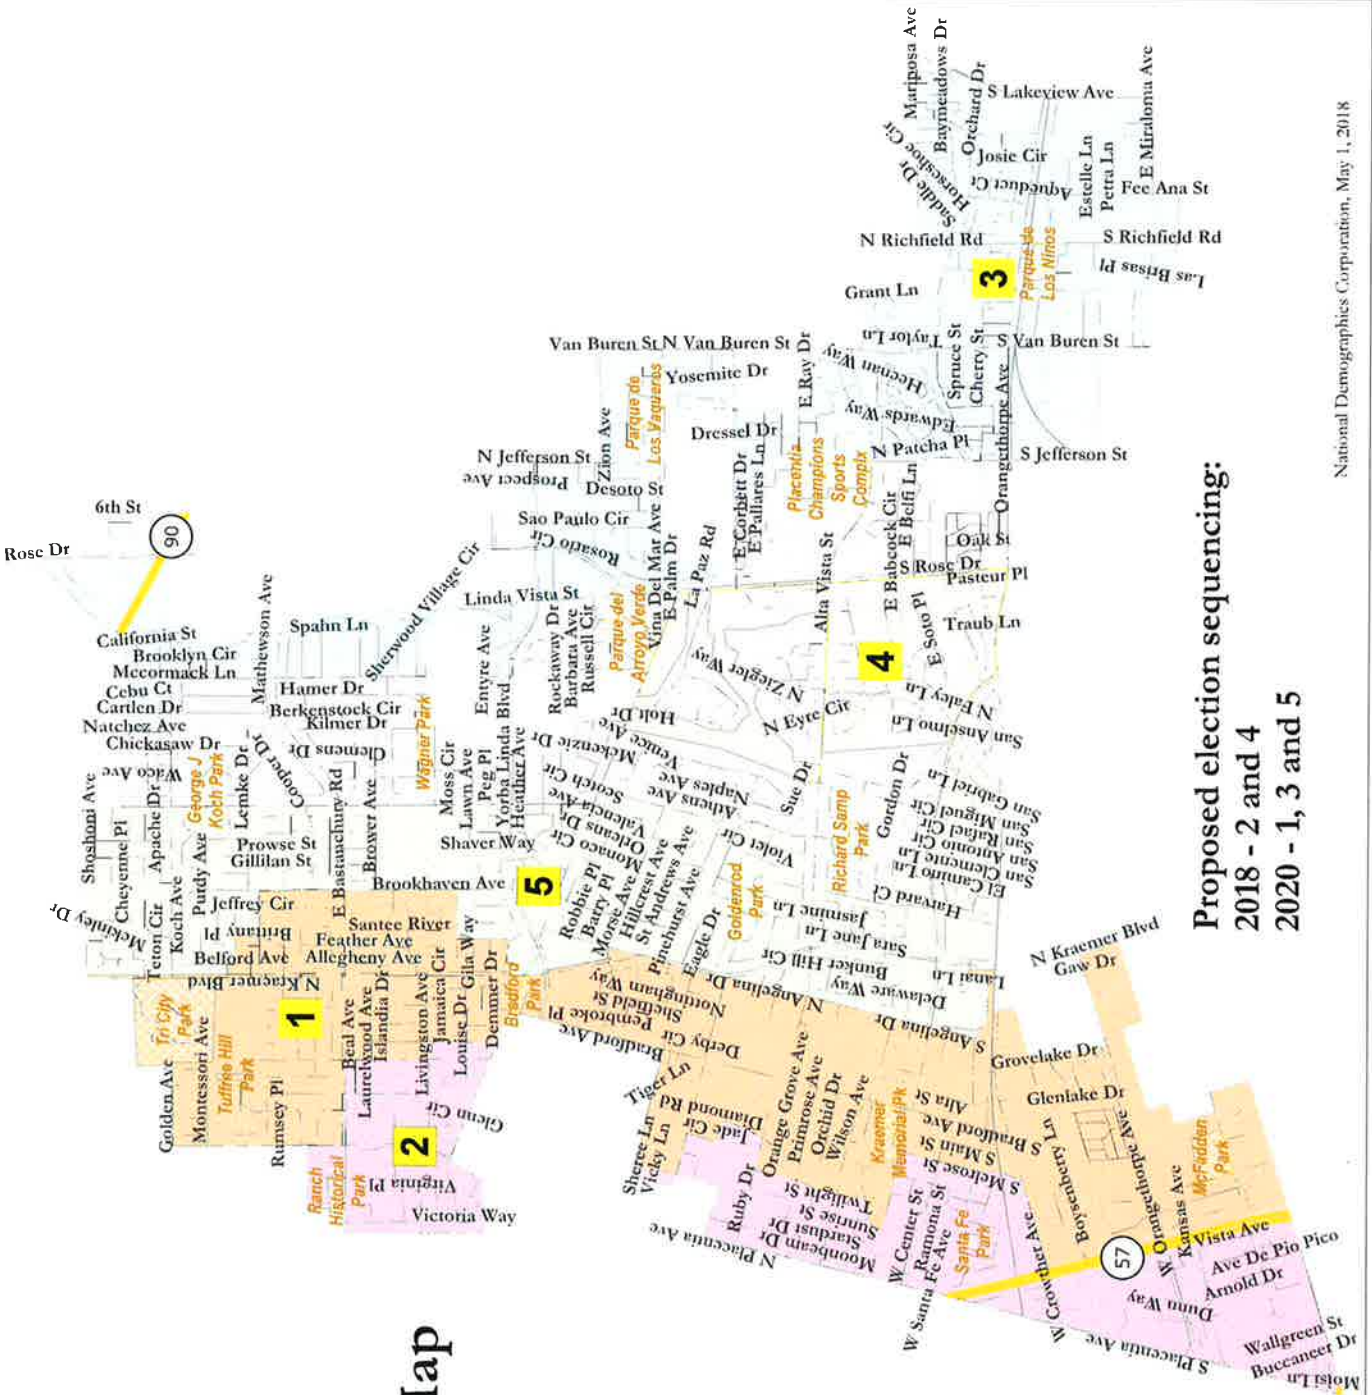 Rose Dr
6th St
90
California St
Brooklyn Cir
Mccormack Ln
Cebu Ct
Cartlen Dr
Natchez Ave
Chickasaw Dr
Waco Ave
Shoshoni Ave
Cheyenne Pl
Apache Dr
Mckinley Dr
Teton Cir
Koch Ave
Purdy Ave
George J
Koch Park
Lemke Dr
Cooper Dr
Mathewson Ave
Spahn Ln
Hamer Dr
Berkenstock Cir
Kilmer Dr
Clemens Dr
Sherwood Village Cir
Prowse St
Gillilan St
E Bastanchury Rd
Brower Ave
Wagner Park
Moss Cir
Lawn Ave
Peg Pl
Entyre Ave
Yorba Linda Blvd
Heather Ave
Shaver Way
Brookhaven Ave
Jeffrey Cir
Brittany Pl
Belford Ave
Santee River
Feather Ave
Allegheny Ave
N Kraemer Blvd
Tri City
Park
Golden Ave
Montessori Ave
Tuffree Hill
Park
Rumsey Pl
1
Beal Ave
Laurelwood Ave
Islandia Dr
Livingston Ave
Jamaica Cir
Louise Dr
Gila Way
Demmer Dr
Bradford
Park
Glenn Cir
2
Ranch
Historical
Park
Virginia Pl
Victoria Way
lap
5
Linda Vista St
Rockaway Dr
Barbara Ave
Russell Cir
Parque del
Arroyo Verde
Sao Paulo Cir
Rosario Cir
Prospect Ave
N Jefferson St
Desoto St
Zion Ave
Van Buren St
N Van Buren St
Parque de
Los Vaqueros
Yosemite Dr
Vina Del Mar Ave
E Palm Dr
La Paz Rd
Dressel Dr
E Corbett Dr
E Pallares Ln
E Ray Dr
Placentia
Champions
Sports
Complx
Heenan Way
Edwards Way
N Patcha Pl
Taylor Ln
Grant Ln
Spruce St
Cherry St
S Van Buren St
Orangethorpe Ave
S Jefferson St
N Richfield Rd
S Richfield Rd
3
Parque de
Los Ninos
Las Brisas Pl
Mariposa Ave
Baymeadows Dr
Orchard Dr
S Lakeview Ave
Horseshoe Cir
Saddle Dr
Josie Cir
Aqueduct Ct
Estelle Ln
Petra Ln
E Miraloma Ave
Fee Ana St
Alta Vista St
E Babcock Cir
E Belfi Ln
Oak St
S Rose Dr
Pasteur Pl
4
E Soro Pl
Traub Ln
N Faley Ln
San Anselmo Ln
N Ziegler Way
N Eyre Cir
Holt Dr
Venice Ave
Mckenzie Dr
Naples Ave
Athens Ave
Scotch Cir
Valencia Ave
Orleans Dr
Monaco Cir
Robbie Pl
Barry Pl
Morse Ave
Hillcrest Ave
St Andrews Ave
Pinehurst Ave
Eagle Dr
Violet Cir
Goldenrod
Park
Sue Dr
Richard Samp
Park
Gordon Dr
San Gabriel Ln
San Miguel Cir
San Rafael Cir
San Antonio Cir
San Clemente Ln
El Camino Ln
Harvard Ct
Jasmine Ln
Sara Jane Ln
Bunker Hill Cir
Delaware Way
Lanai Ln
N Angelina Dr
S Angelina Dr
Nottingham Way
Sheffield St
Pembroke Pl
Derby Cir
Bradford Ave
Tiger Ln
Diamond Rd
Jade Cir
Sheree Ln
Vicky Ln
Ruby Dr
Orange Grove Ave
Primrose Ave
Orchid Dr
Wilson Ave
Kraemer
Memorial Pk
Alta St
S Bradford Ave
S Main St
S Melrose St
Twilight St
Sunrise St
Stardust Dr
Moonbeam Dr
N Placentia Ave
W Center St
Ramona St
W Santa Fe Ave
Santa Fe
Park
N Kraemer Blvd
Gaw Dr
Grovelake Dr
Glenlake Dr
Boysenberry Ln
W Crowther Ave
57
W Orangethorpe Ave
Kansas Ave
McFadden
Park
Vista Ave
Ave De Pio Pico
Arnold Dr
Dunn Way
S Placentia Ave
Wallgreen St
Buccaneer Dr
Moisi Ln
Proposed election sequencing:
2018 - 2 and 4
2020 - 1, 3 and 5
National Demographics Corporation, May 1, 2018